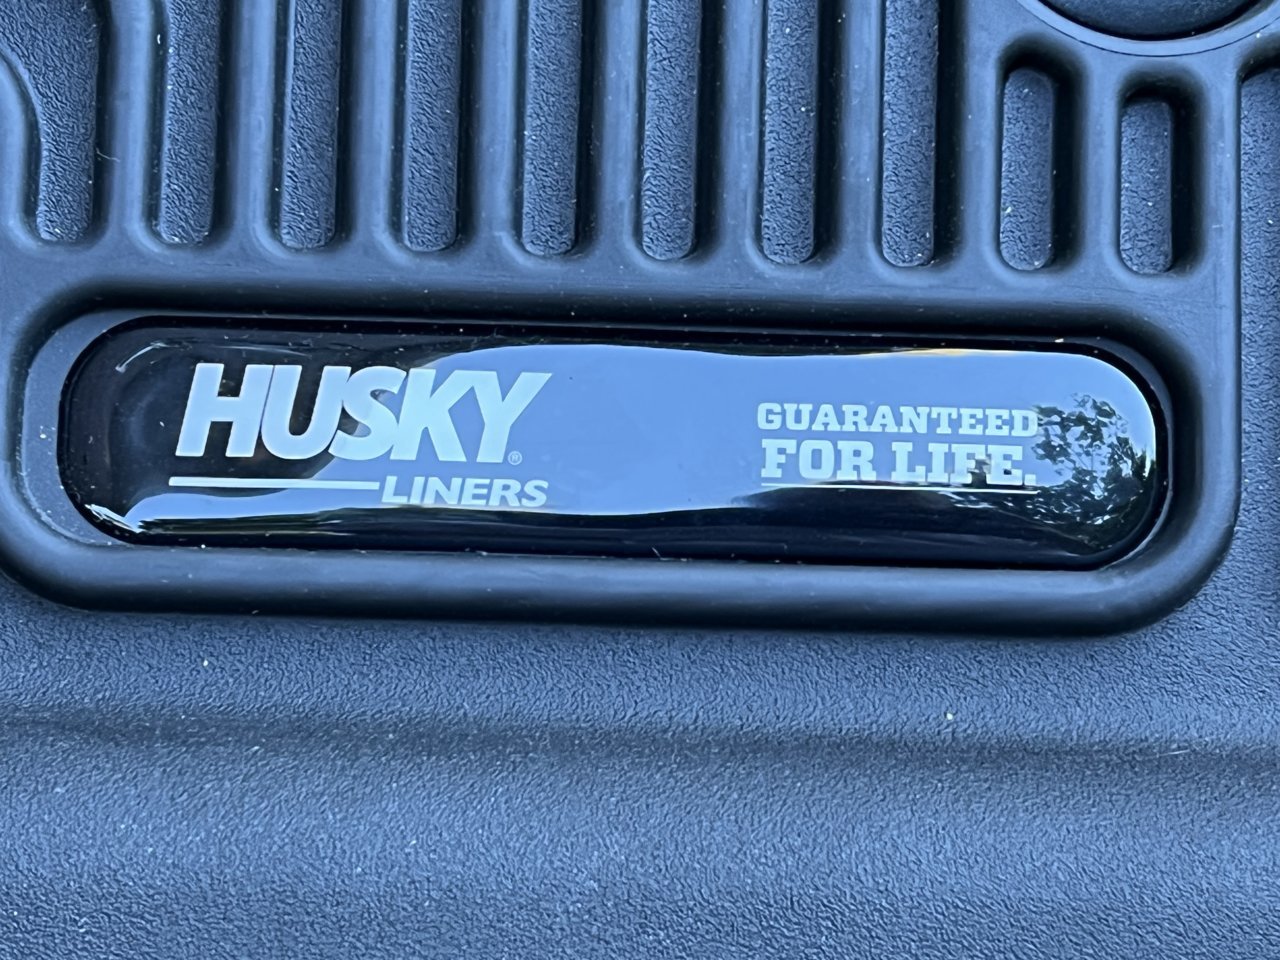 HUSKY®
LINERS
GUARANTEED
FOR LIFE.